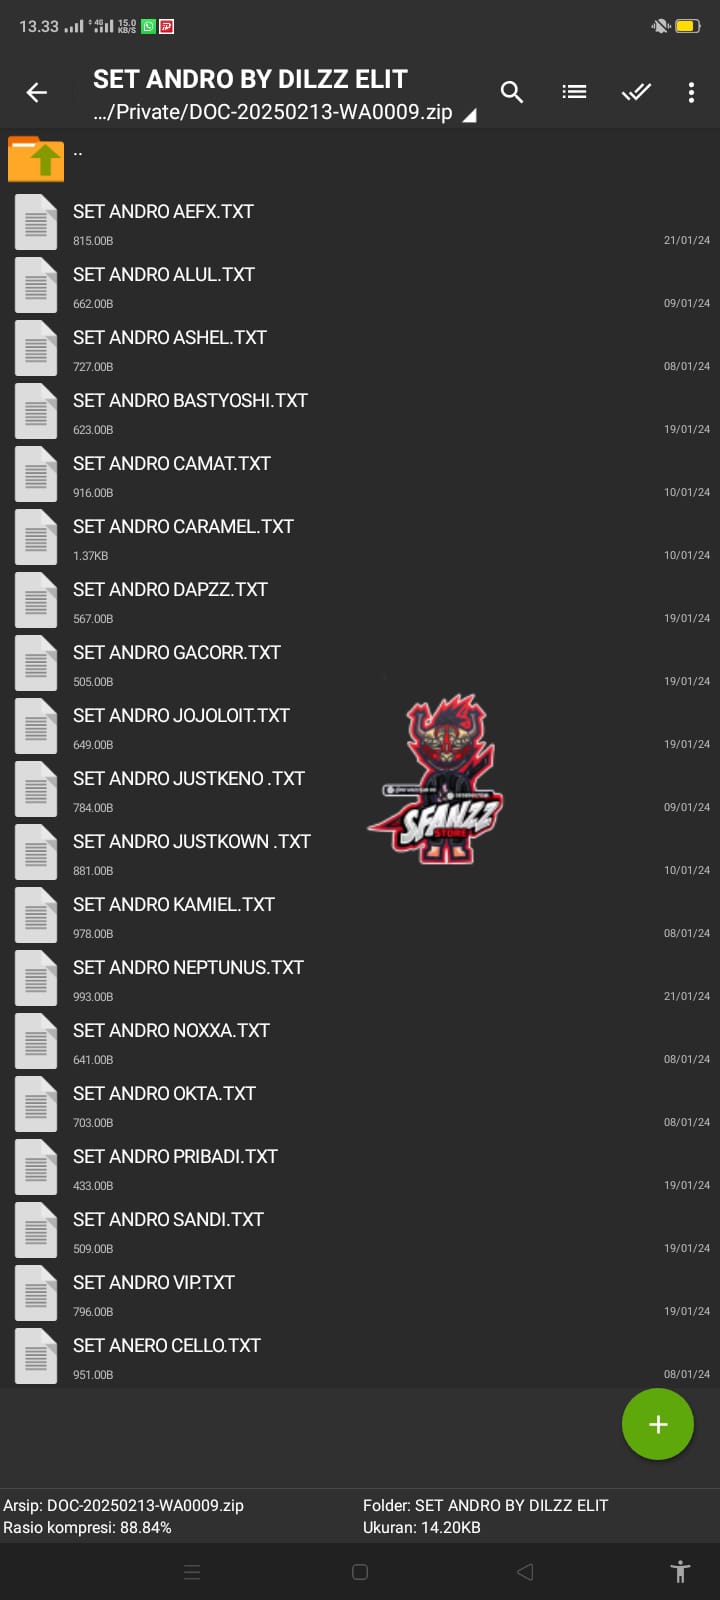 13.33
4G
15.0
KB/S
SET ANDRO BY DILZZ ELIT
.../Private/DOC-20250213-WA0009.zip
..
SET ANDRO AEFX.TXT
815.00B 21/01/24
SET ANDRO ALUL.TXT
662.00B 09/01/24
SET ANDRO ASHEL.TXT
727.00B 08/01/24
SET ANDRO BASTYOSHI.TXT
623.00B 19/01/24
SET ANDRO CAMAT.TXT
916.00B 10/01/24
SET ANDRO CARAMEL.TXT
1.37KB 10/01/24
SET ANDRO DAPZZ.TXT
567.00B 19/01/24
SET ANDRO GACORR.TXT
505.00B 19/01/24
SET ANDRO JOJOLOIT.TXT
649.00B 19/01/24
SET ANDRO JUSTKENO .TXT
784.00B 09/01/24
SFANZZ
STORE
SET ANDRO JUSTKOWN .TXT
881.00B 10/01/24
SET ANDRO KAMIEL.TXT
978.00B 08/01/24
SET ANDRO NEPTUNUS.TXT
993.00B 21/01/24
SET ANDRO NOXXA.TXT
641.00B 08/01/24
SET ANDRO OKTA.TXT
703.00B 08/01/24
SET ANDRO PRIBADI.TXT
433.00B 19/01/24
SET ANDRO SANDI.TXT
509.00B 19/01/24
SET ANDRO VIP.TXT
796.00B 19/01/24
SET ANERO CELLO.TXT
951.00B 08/01/24
Arsip: DOC-20250213-WA0009.zip Folder: SET ANDRO BY DILZZ ELIT
Rasio kompresi: 88.84% Ukuran: 14.20KB